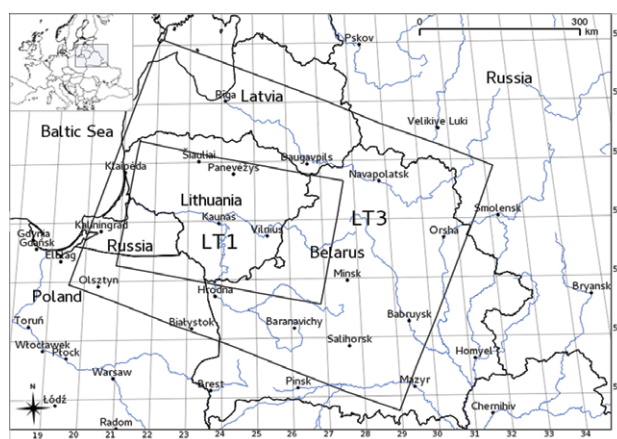 0 300
km
Pskov
Russia
Latvia
Rīga
Velikiye Luki
Baltic Sea
Šiauliai
Daugavpils
Klaipėda
Panevėžys
Navapolatsk
Lithuania
Smolensk
Kaunas
LT3
Kaliningrad
Vilnius
Orsha
Gdynia
Gdańsk
LT1
Russia
Belarus
Elbląg
Minsk
Olsztyn
Hrodna
Bryansk
Poland
Toruń
Białystok
Baranavichy
Babruysk
Salihorsk
Włocławek
Płock
Homyel
Warsaw
Brest
Pinsk
Mazyr
N
Łódź
Chernihiv
Radom
19 20 21 22 23 24 25 26 27 28 29 30 31 32 33 34